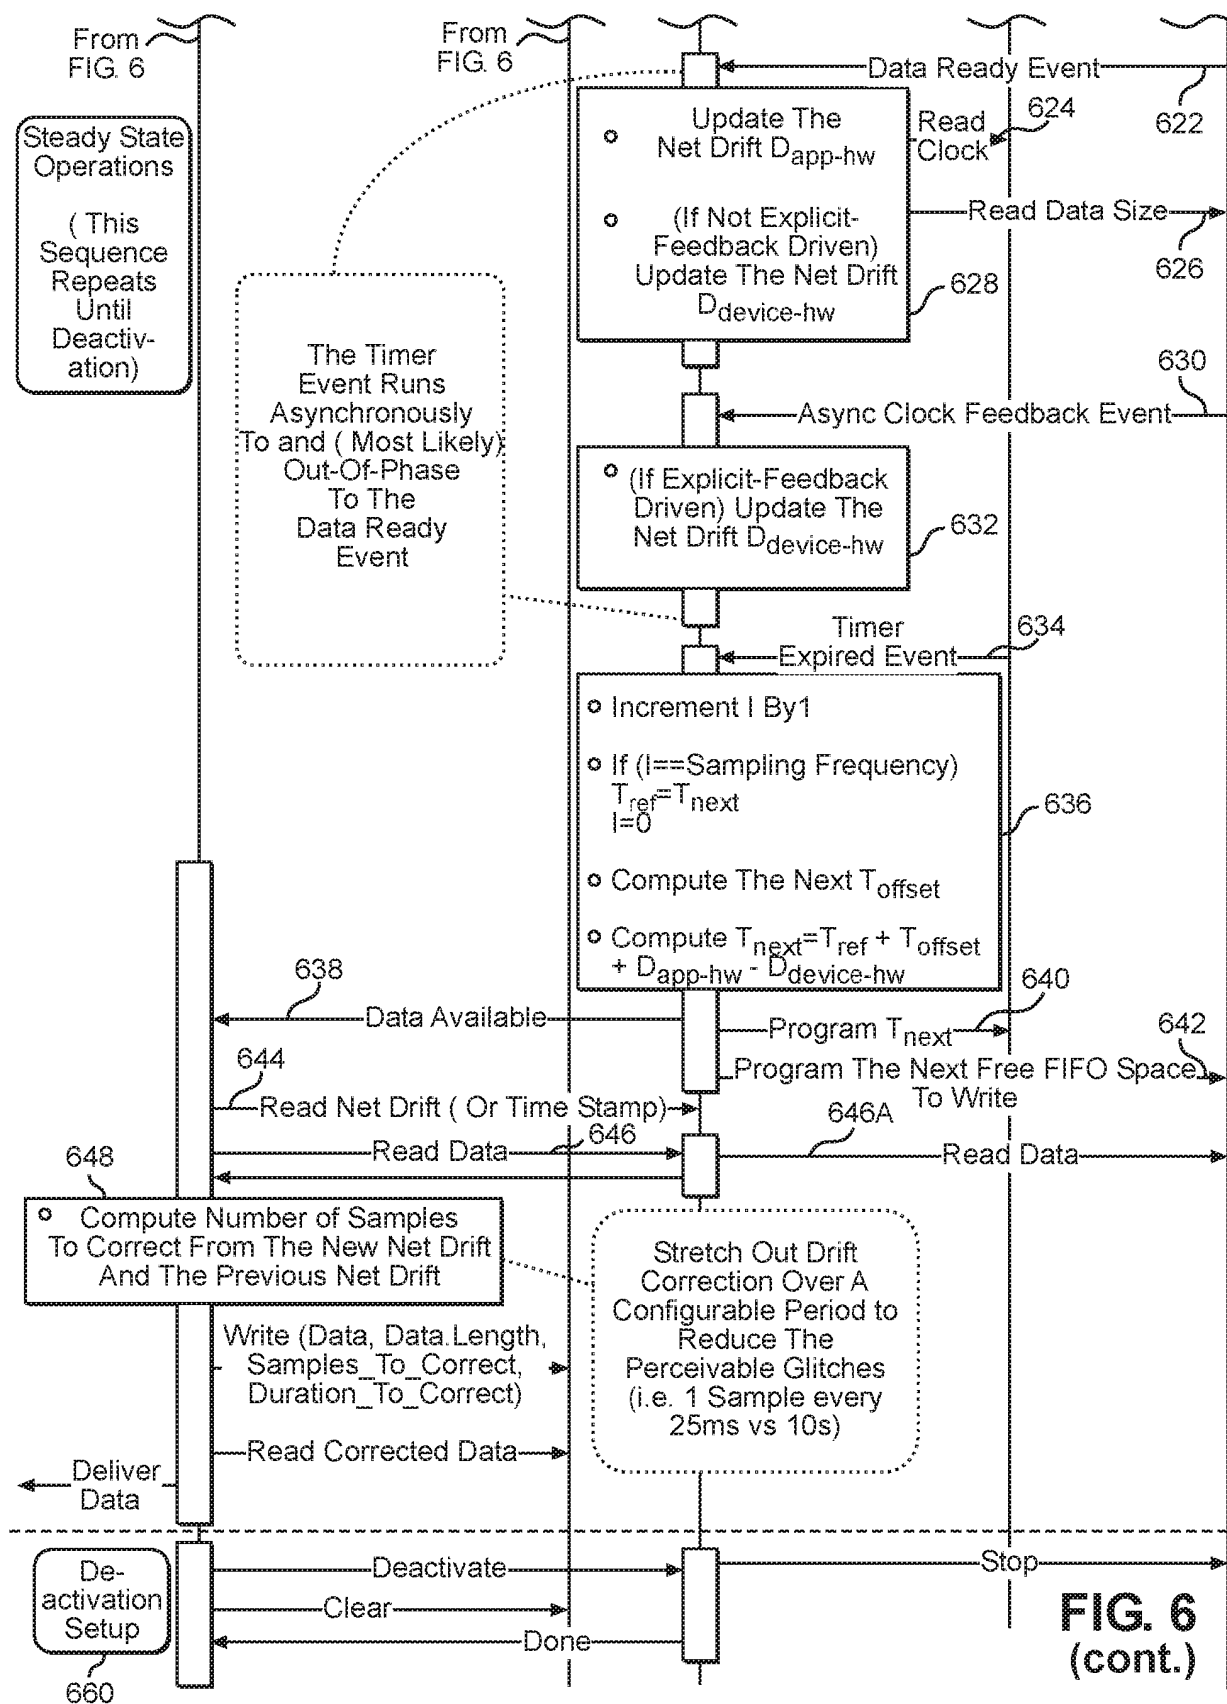 From
FIG. 6
From
FIG. 6
Data Ready Event
622
Steady State
Operations
( This
Sequence
Repeats
Until
Deactiv-
ation)
Update The
Net Drift Dapp-hw
Read
Clock
624
(If Not Explicit-
Feedback Driven)
Update The Net Drift
Ddevice-hw
Read Data Size
626
628
The Timer
Event Runs
Asynchronously
To and ( Most Likely)
Out-Of-Phase
To The
Data Ready
Event
630
Async Clock Feedback Event
(If Explicit-Feedback
Driven) Update The
Net Drift Ddevice-hw
632
Timer
Expired Event
634
Increment I By1
If (I==Sampling Frequency)
Tref=Tnext
I=0
636
Compute The Next Toffset
Compute Tnext=Tref + Toffset
+ Dapp-hw - Ddevice-hw
638
Data Available
640
Program Tnext
642
Program The Next Free FIFO Space
To Write
644
Read Net Drift ( Or Time Stamp)
646
Read Data
646A
Read Data
648
Compute Number of Samples
To Correct From The New Net Drift
And The Previous Net Drift
Stretch Out Drift
Correction Over A
Configurable Period to
Reduce The
Perceivable Glitches
(i.e. 1 Sample every
25ms vs 10s)
Write (Data, Data.Length,
Samples_To_Correct,
Duration_To_Correct)
Read Corrected Data
Deliver
Data
De-
activation
Setup
660
Deactivate
Stop
Clear
Done
FIG. 6
(cont.)